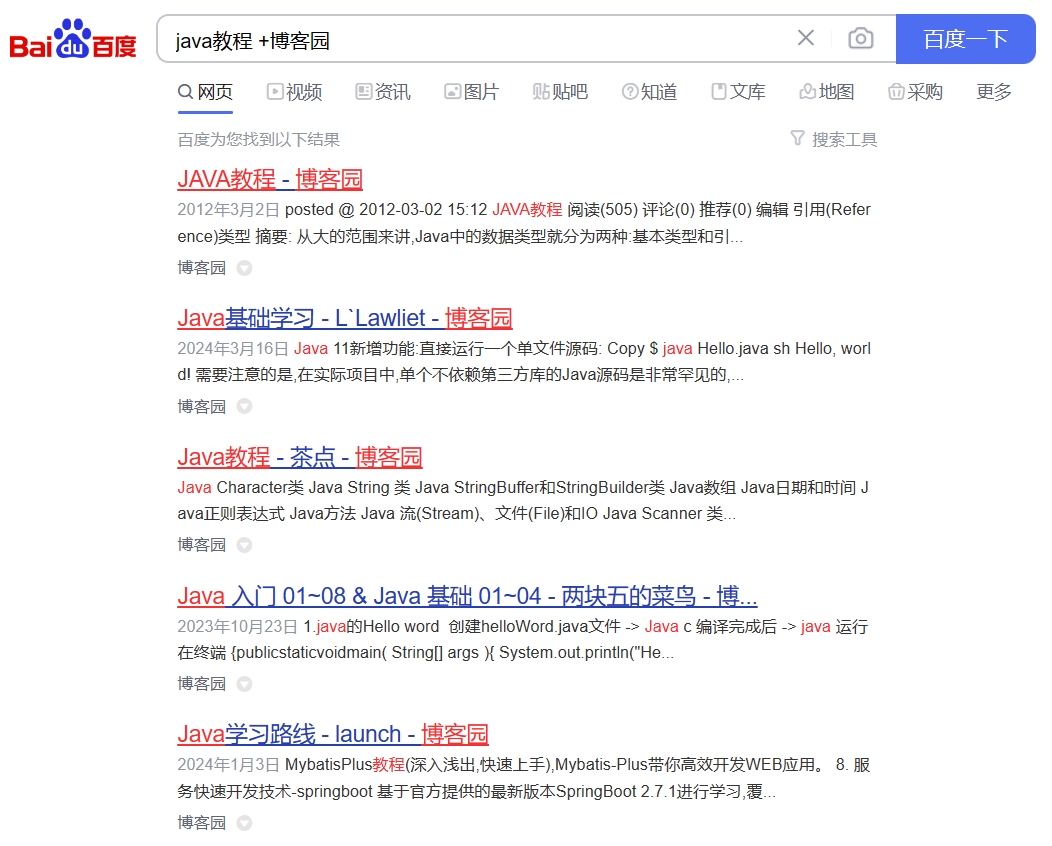 Baidu百度 java教程 +博客园 百度一下
网页 视频 资讯 图片 贴吧 知道 文库 地图 采购 更多
百度为您找到以下结果 搜索工具
JAVA教程 - 博客园
2012年3月2日 posted @ 2012-03-02 15:12 JAVA教程 阅读(505) 评论(0) 推荐(0) 编辑 引用(Refer
ence)类型 摘要: 从大的范围来讲,Java中的数据类型就分为两种:基本类型和引...
博客园
Java基础学习 - L`Lawliet - 博客园
2024年3月16日 Java 11新增功能:直接运行一个单文件源码: Copy $ java Hello.java sh Hello, worl
d! 需要注意的是,在实际项目中,单个不依赖第三方库的Java源码是非常罕见的,...
博客园
Java教程 - 茶点 - 博客园
Java Character类 Java String 类 Java StringBuffer和StringBuilder类 Java数组 Java日期和时间 J
ava正则表达式 Java方法 Java 流(Stream)、文件(File)和IO Java Scanner 类...
博客园
Java 入门 01~08 & Java 基础 01~04 - 两块五的菜鸟 - 博...
2023年10月23日 1.java的Hello word 创建helloWord.java文件 -> Java c 编译完成后 -> java 运行
在终端 {publicstaticvoidmain( String[] args ){ System.out.println("He...
博客园
Java学习路线 - launch - 博客园
2024年1月3日 MybatisPlus教程(深入浅出,快速上手),Mybatis-Plus带你高效开发WEB应用。 8. 服
务快速开发技术-springboot 基于官方提供的最新版本SpringBoot 2.7.1进行学习,覆...
博客园